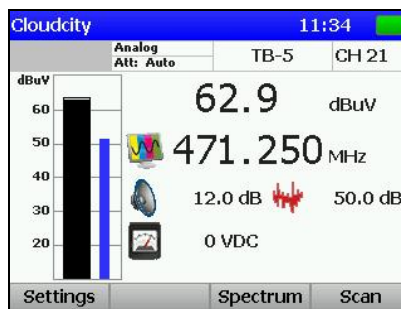 Cloudcity 11:34
Analog
Att: Auto
TB-5 CH 21
dBuV
60
50
40
30
20
62.9 dBuV
471.250 MHz
12.0 dB 50.0 dB
0 VDC
Settings Spectrum Scan